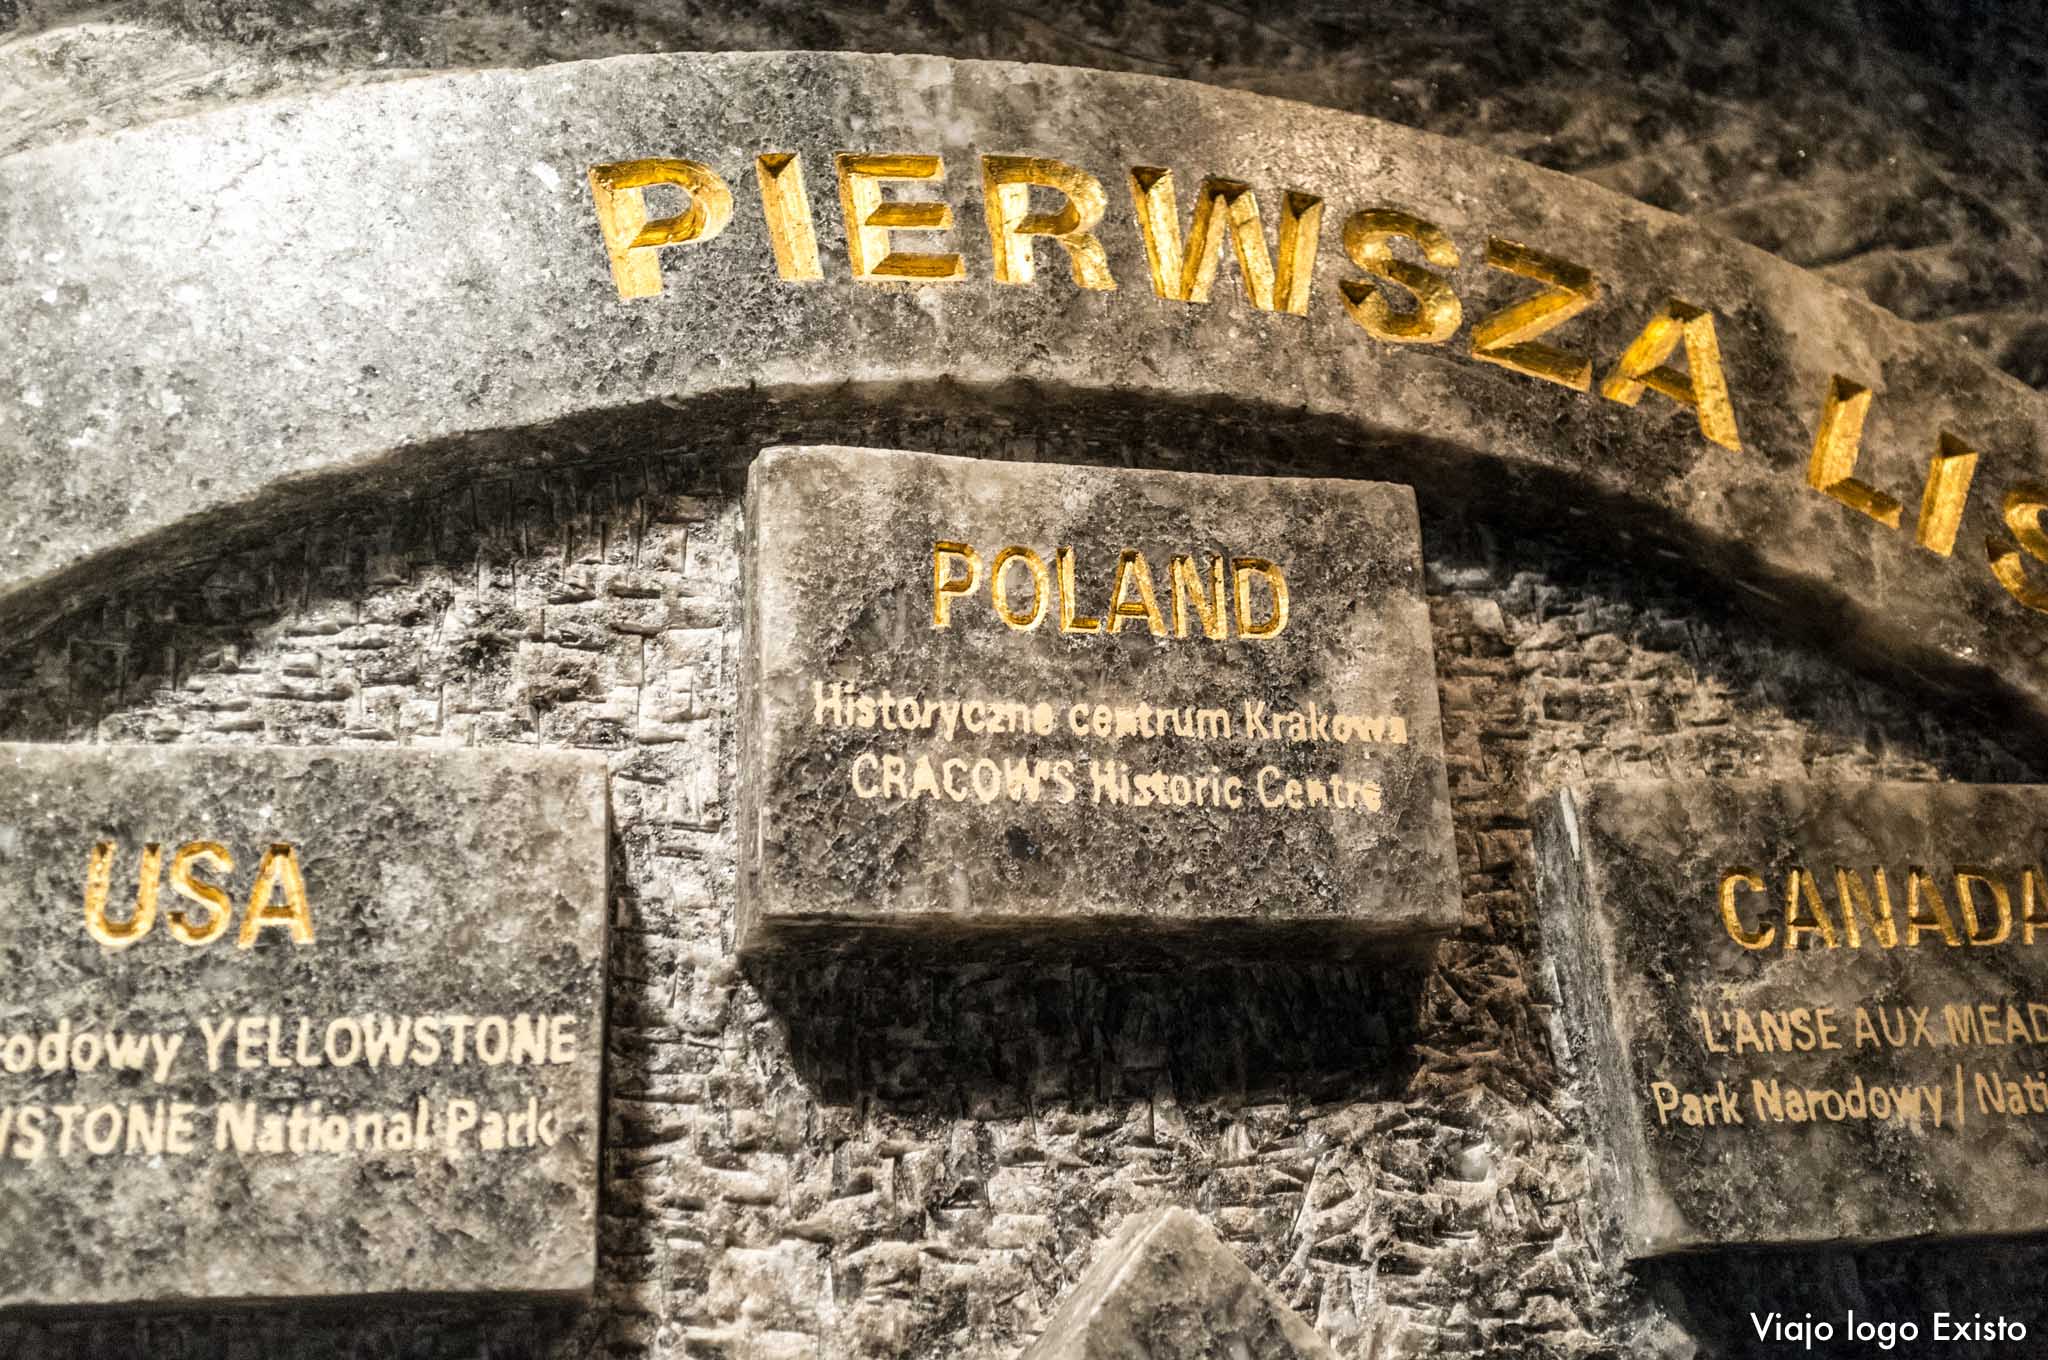 PIERWSZA LIS
POLAND
Historyczne centrum Krakowa
CRACOW'S Historic Centre
USA
rodowy YELLOWSTONE
WSTONE National Park
CANADA
L'ANSE AUX MEAD
Park Narodowy / Nati
Viajo logo Existo